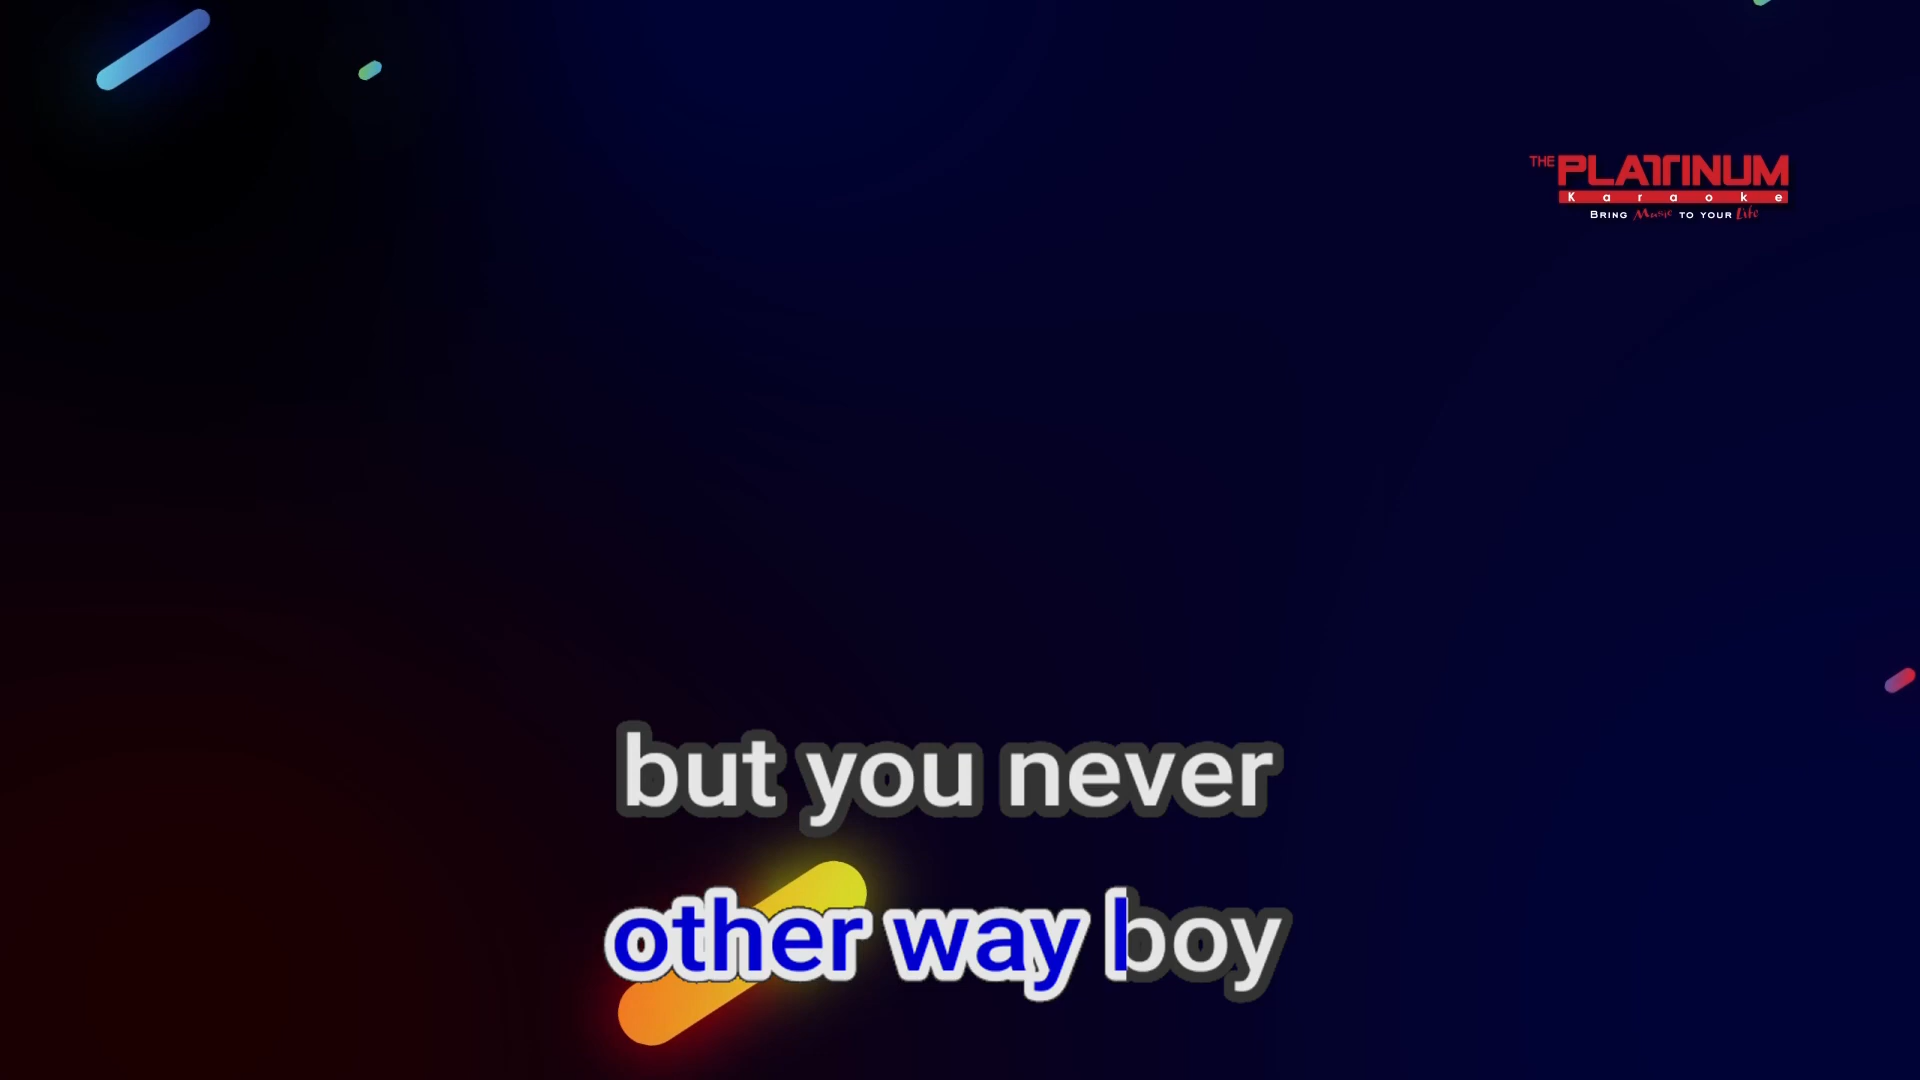 THE PLATINUM
Karaoke
BRING Music TO YOUR Life
but you never
other way boy